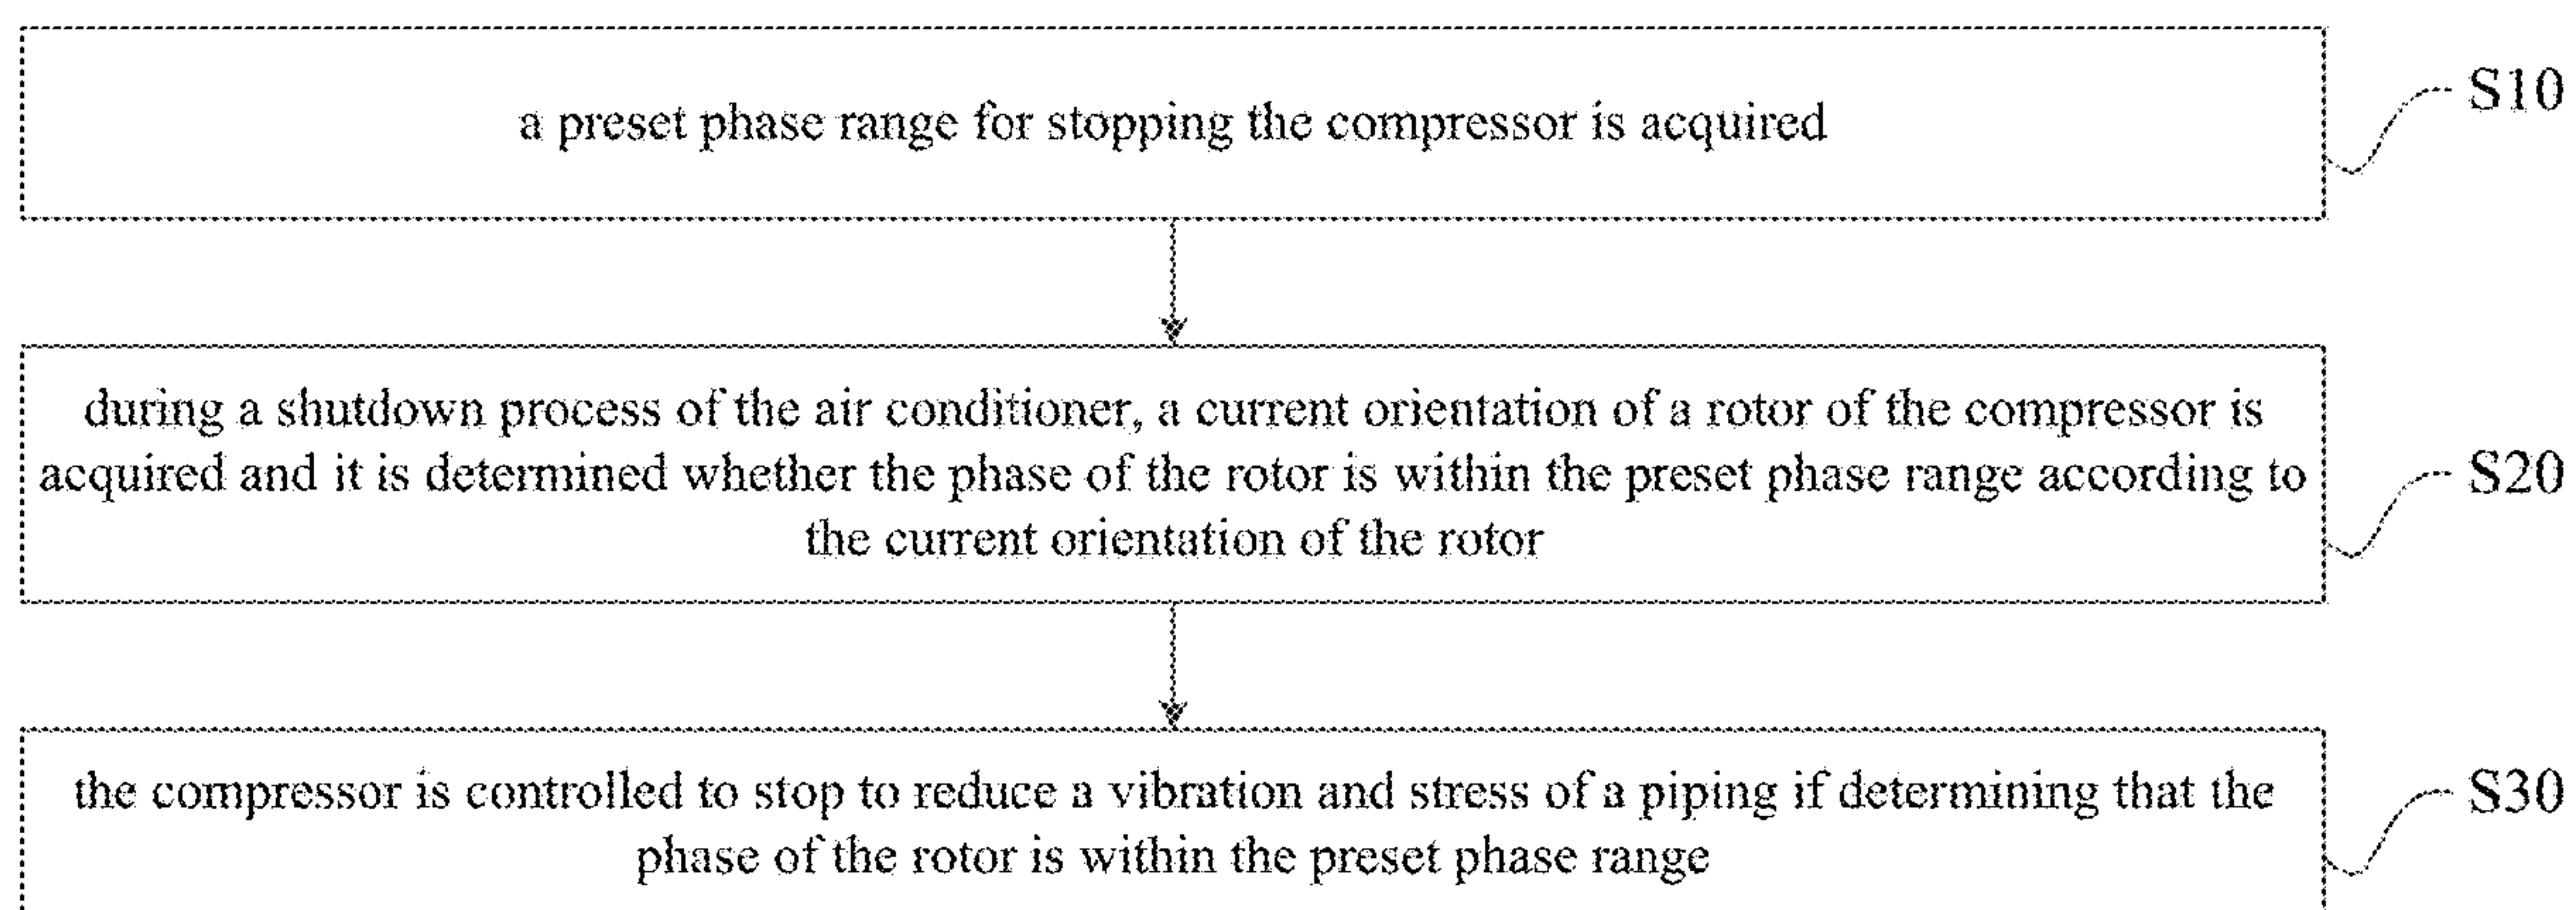 a preset phase range for stopping the compressor is acquired
S10
during a shutdown process of the air conditioner, a current orientation of a rotor of the compressor is
acquired and it is determined whether the phase of the rotor is within the preset phase range according to
the current orientation of the rotor
S20
the compressor is controlled to stop to reduce a vibration and stress of a piping if determining that the
phase of the rotor is within the preset phase range
S30